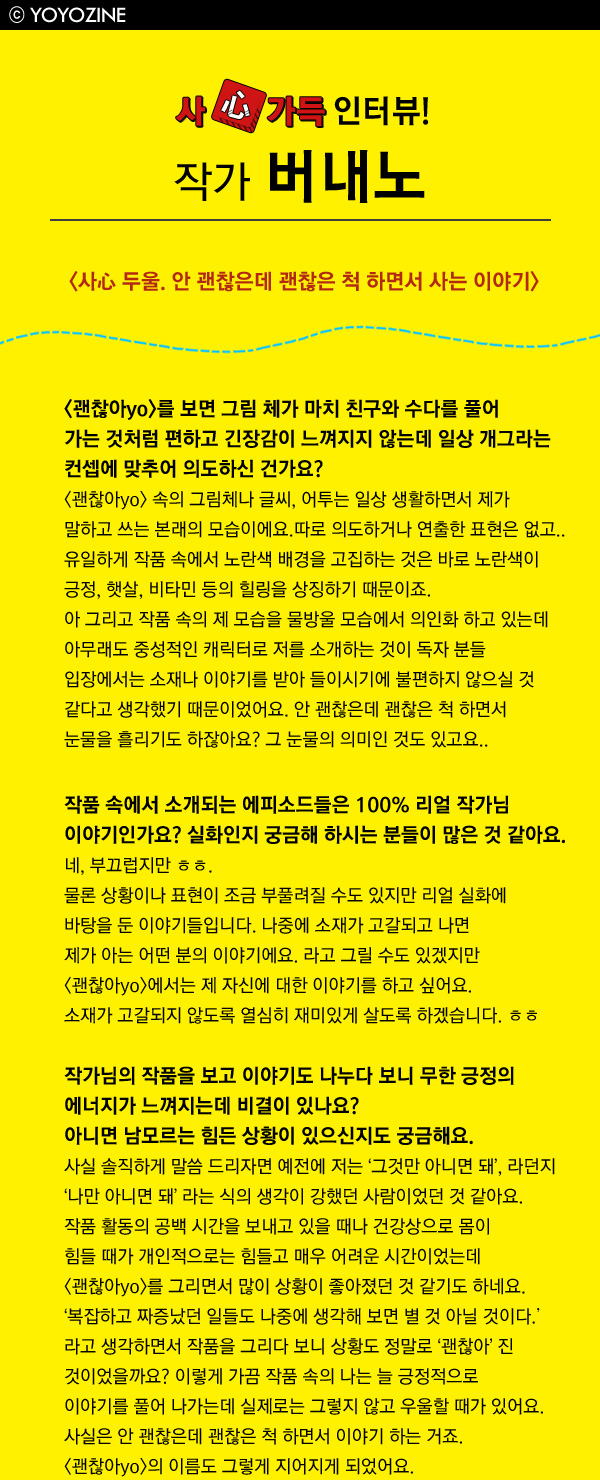 ⓒ YOYOZINE
사心가득 인터뷰!
작가 버내노
〈사心 두울. 안 괜찮은데 괜찮은 척 하면서 사는 이야기〉
〈괜찮아yo〉를 보면 그림 체가 마치 친구와 수다를 풀어
가는 것처럼 편하고 긴장감이 느껴지지 않는데 일상 개그라는
컨셉에 맞추어 의도하신 건가요?
〈괜찮아yo〉 속의 그림체나 글씨, 어투는 일상 생활하면서 제가
말하고 쓰는 본래의 모습이에요.따로 의도하거나 연출한 표현은 없고..
유일하게 작품 속에서 노란색 배경을 고집하는 것은 바로 노란색이
긍정, 햇살, 비타민 등의 힐링을 상징하기 때문이죠.
아 그리고 작품 속의 제 모습을 물방울 모습에서 의인화 하고 있는데
아무래도 중성적인 캐릭터로 저를 소개하는 것이 독자 분들
입장에서는 소재나 이야기를 받아 들이시기에 불편하지 않으실 것
같다고 생각했기 때문이었어요. 안 괜찮은데 괜찮은 척 하면서
눈물을 흘리기도 하잖아요? 그 눈물의 의미인 것도 있고요..
작품 속에서 소개되는 에피소드들은 100% 리얼 작가님
이야기인가요? 실화인지 궁금해 하시는 분들이 많은 것 같아요.
네, 부끄럽지만 ㅎㅎ.
물론 상황이나 표현이 조금 부풀려질 수도 있지만 리얼 실화에
바탕을 둔 이야기들입니다. 나중에 소재가 고갈되고 나면
제가 아는 어떤 분의 이야기에요. 라고 그릴 수도 있겠지만
〈괜찮아yo〉에서는 제 자신에 대한 이야기를 하고 싶어요.
소재가 고갈되지 않도록 열심히 재미있게 살도록 하겠습니다. ㅎㅎ
작가님의 작품을 보고 이야기도 나누다 보니 무한 긍정의
에너지가 느껴지는데 비결이 있나요?
아니면 남모르는 힘든 상황이 있으신지도 궁금해요.
사실 솔직하게 말씀 드리자면 예전에 저는 ‘그것만 아니면 돼’, 라던지
‘나만 아니면 돼’ 라는 식의 생각이 강했던 사람이었던 것 같아요.
작품 활동의 공백 시간을 보내고 있을 때나 건강상으로 몸이
힘들 때가 개인적으로는 힘들고 매우 어려운 시간이었는데
〈괜찮아yo〉를 그리면서 많이 상황이 좋아졌던 것 같기도 하네요.
‘복잡하고 짜증났던 일들도 나중에 생각해 보면 별 것 아닐 것이다.’
라고 생각하면서 작품을 그리다 보니 상황도 정말로 ‘괜찮아’ 진
것이었을까요? 이렇게 가끔 작품 속의 나는 늘 긍정적으로
이야기를 풀어 나가는데 실제로는 그렇지 않고 우울할 때가 있어요.
사실은 안 괜찮은데 괜찮은 척 하면서 이야기 하는 거죠.
〈괜찮아yo〉의 이름도 그렇게 지어지게 되었어요.